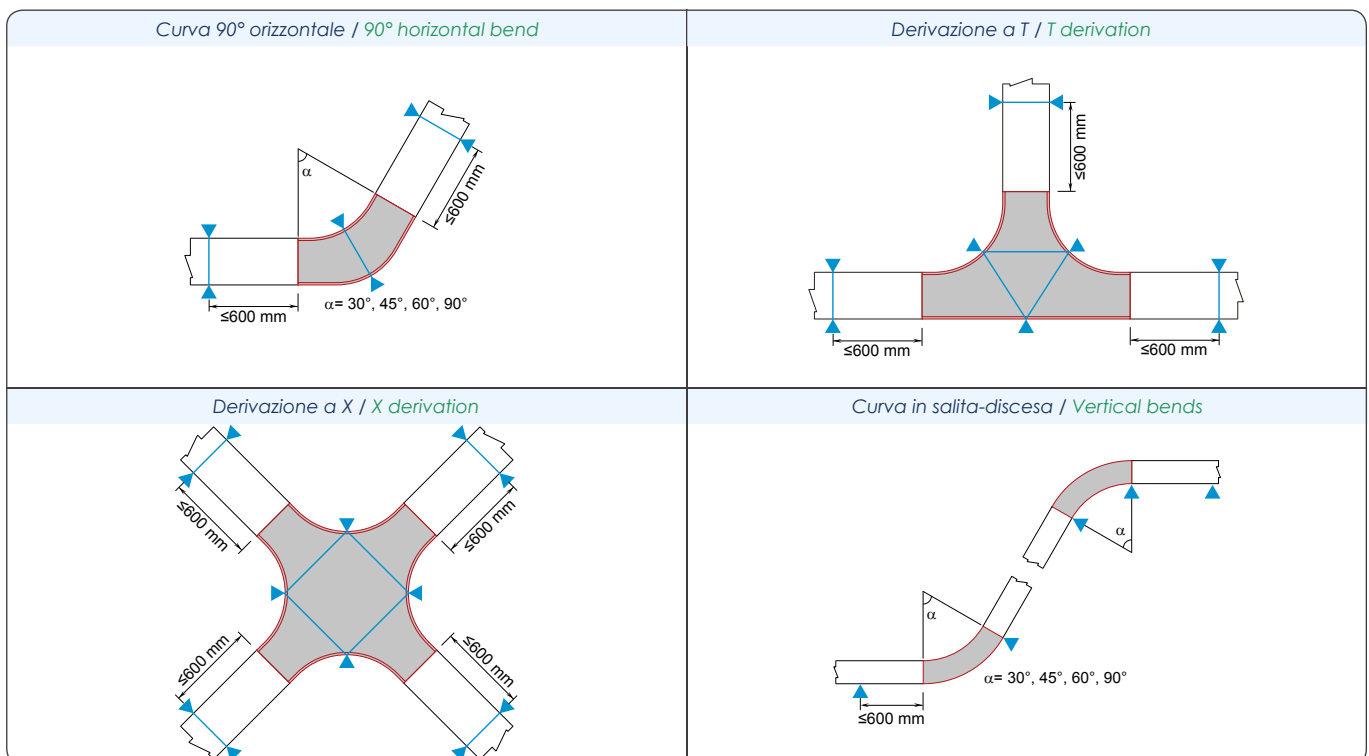 Curva 90° orizzontale / 90° horizontal bend
α
≤600 mm
≤600 mm
α= 30°, 45°, 60°, 90°
Derivazione a T / T derivation
≤600 mm
≤600 mm
≤600 mm
Derivazione a X / X derivation
≤600 mm
≤600 mm
≤600 mm
≤600 mm
Curva in salita-discesa / Vertical bends
α
α
α= 30°, 45°, 60°, 90°
≤600 mm